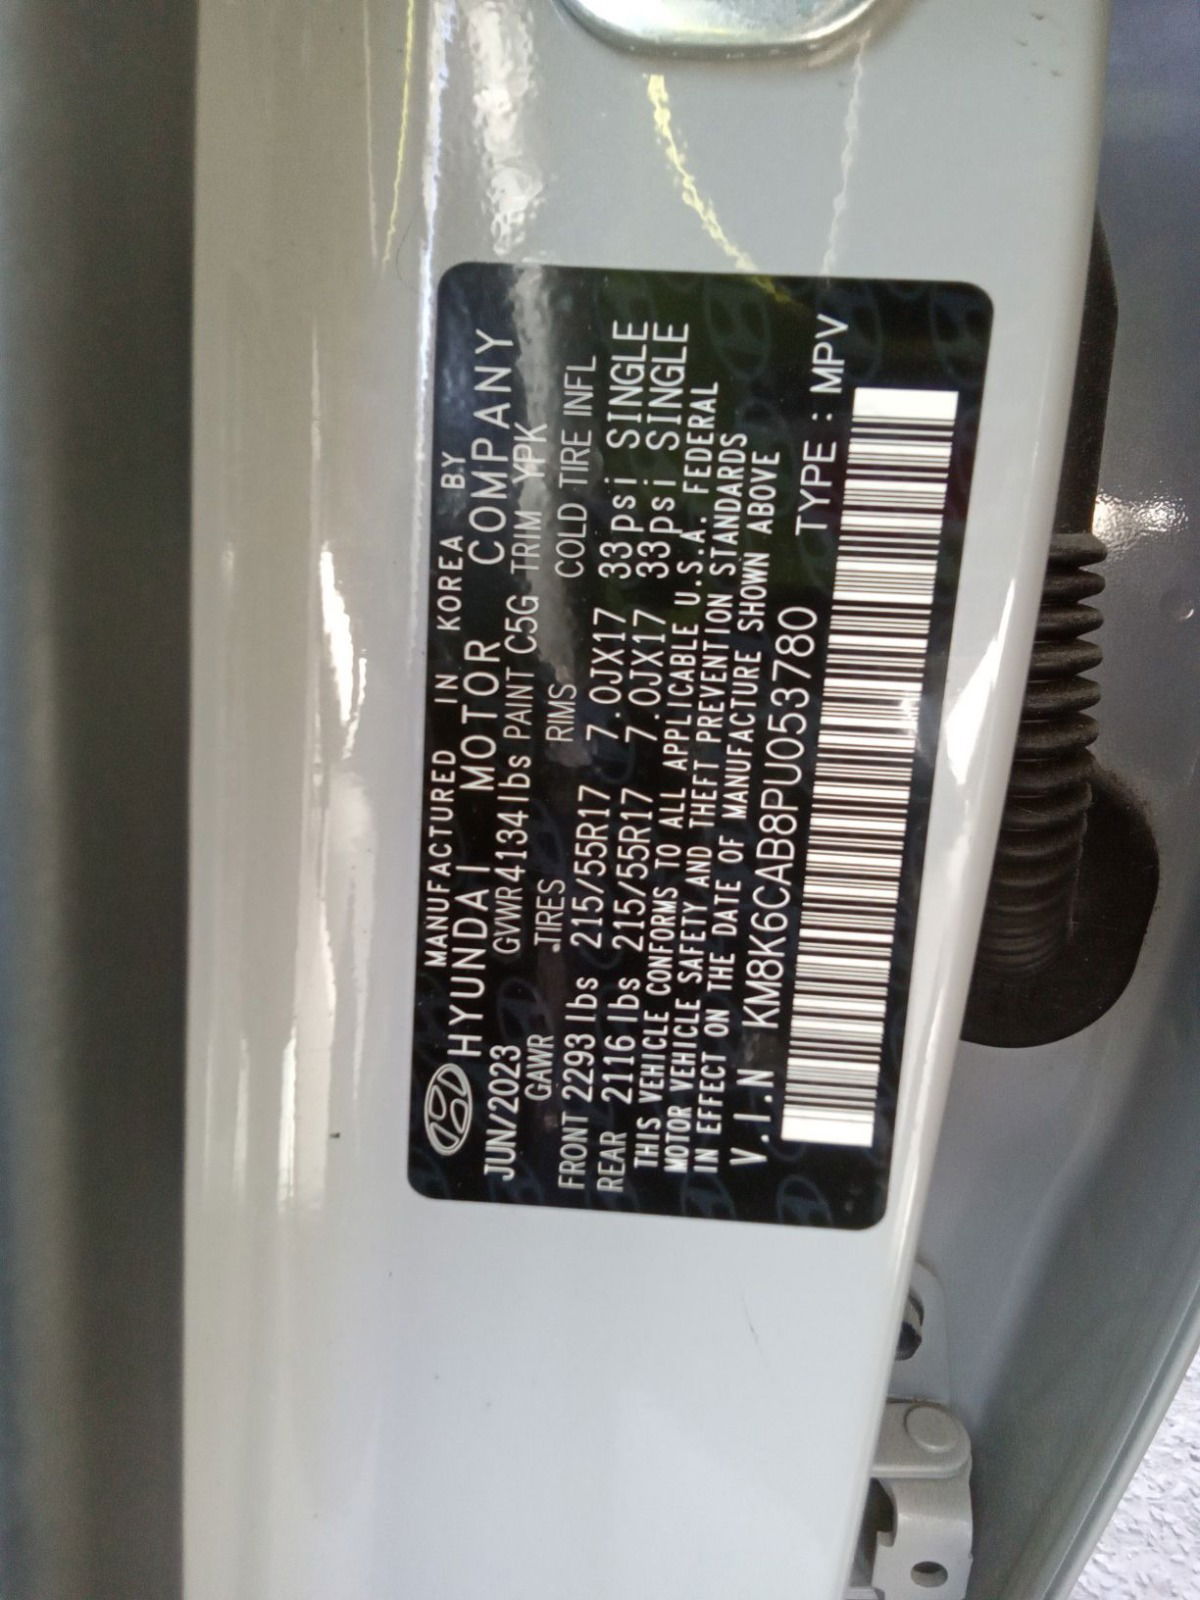 MANUFACTURED IN KOREA BY
HYUNDAI MOTOR COMPANY
JUN/2023 GVWR4134lbs PAINT C5G TRIM YPK
GAWR TIRES RIMS COLD TIRE INFL
FRONT 2293 lbs 215/55R17 7.0JX17 33psi SINGLE
REAR 2116 lbs 215/55R17 7.0JX17 33psi SINGLE
THIS VEHICLE CONFORMS TO ALL APPLICABLE U.S.A. FEDERAL
MOTOR VEHICLE SAFETY AND THEFT PREVENTION STANDARDS
IN EFFECT ON THE DATE OF MANUFACTURE SHOWN ABOVE
V.I.N KM8K6CAB8PU053780 TYPE : MPV